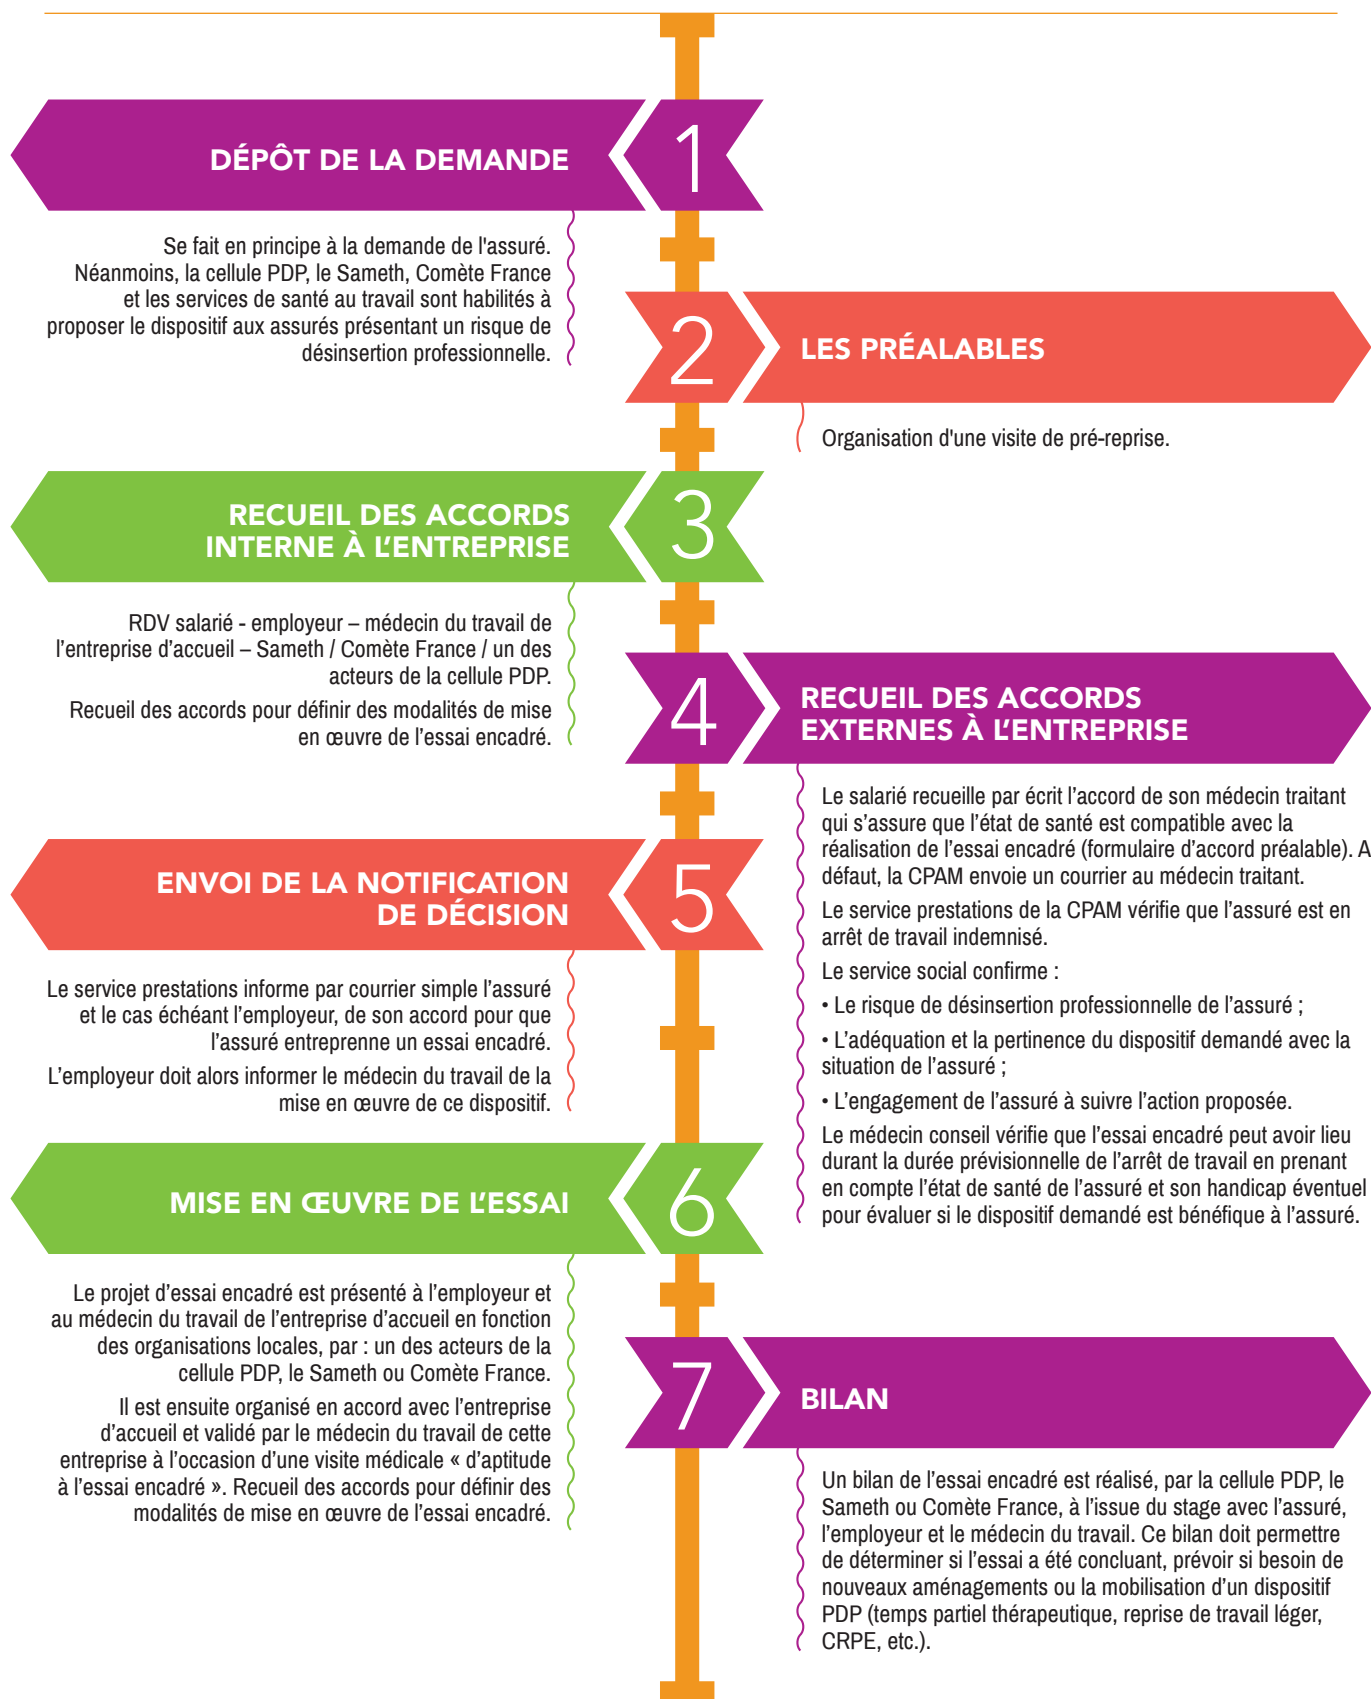 1
DÉPÔT DE LA DEMANDE
Se fait en principe à la demande de l'assuré.
Néanmoins, la cellule PDP, le Sameth, Comète France
et les services de santé au travail sont habilités à
proposer le dispositif aux assurés présentant un risque de
désinsertion professionnelle.
2
LES PRÉALABLES
Organisation d'une visite de pré-reprise.
3
RECUEIL DES ACCORDS
INTERNE À L’ENTREPRISE
RDV salarié - employeur – médecin du travail de
l’entreprise d’accueil – Sameth / Comète France / un des
acteurs de la cellule PDP.
Recueil des accords pour définir des modalités de mise
en œuvre de l’essai encadré.
4
RECUEIL DES ACCORDS
EXTERNES À L’ENTREPRISE
Le salarié recueille par écrit l’accord de son médecin traitant
qui s’assure que l’état de santé est compatible avec la
réalisation de l’essai encadré (formulaire d’accord préalable). A
défaut, la CPAM envoie un courrier au médecin traitant.
Le service prestations de la CPAM vérifie que l’assuré est en
arrêt de travail indemnisé.
Le service social confirme :
• Le risque de désinsertion professionnelle de l’assuré ;
• L’adéquation et la pertinence du dispositif demandé avec la
situation de l’assuré ;
• L’engagement de l’assuré à suivre l’action proposée.
Le médecin conseil vérifie que l’essai encadré peut avoir lieu
durant la durée prévisionnelle de l’arrêt de travail en prenant
en compte l’état de santé de l’assuré et son handicap éventuel
pour évaluer si le dispositif demandé est bénéfique à l’assuré.
5
ENVOI DE LA NOTIFICATION
DE DÉCISION
Le service prestations informe par courrier simple l’assuré
et le cas échéant l’employeur, de son accord pour que
l’assuré entreprenne un essai encadré.
L’employeur doit alors informer le médecin du travail de la
mise en œuvre de ce dispositif.
6
MISE EN ŒUVRE DE L’ESSAI
Le projet d’essai encadré est présenté à l’employeur et
au médecin du travail de l’entreprise d’accueil en fonction
des organisations locales, par : un des acteurs de la
cellule PDP, le Sameth ou Comète France.
Il est ensuite organisé en accord avec l’entreprise
d’accueil et validé par le médecin du travail de cette
entreprise à l’occasion d’une visite médicale « d’aptitude
à l’essai encadré ». Recueil des accords pour définir des
modalités de mise en œuvre de l’essai encadré.
7
BILAN
Un bilan de l’essai encadré est réalisé, par la cellule PDP, le
Sameth ou Comète France, à l’issue du stage avec l’assuré,
l’employeur et le médecin du travail. Ce bilan doit permettre
de déterminer si l’essai a été concluant, prévoir si besoin de
nouveaux aménagements ou la mobilisation d’un dispositif
PDP (temps partiel thérapeutique, reprise de travail léger,
CRPE, etc.).